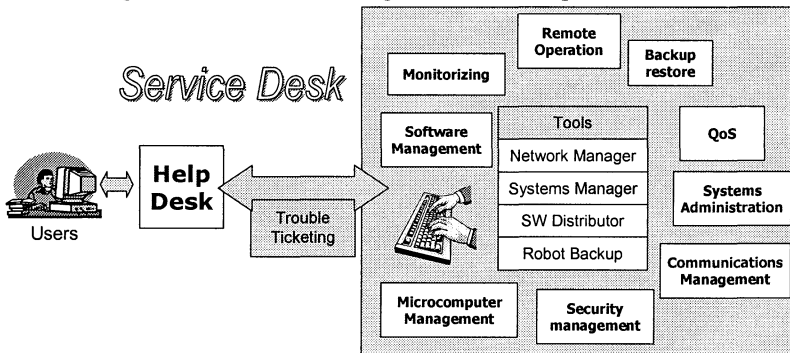 Service Desk
Users
Help
Desk
Trouble
Ticketing
Remote
Operation
Backup
restore
Monitorizing
Software
Management
Tools
Network Manager
Systems Manager
SW Distributor
Robot Backup
QoS
Systems
Administration
Communications
Management
Microcomputer
Management
Security
management